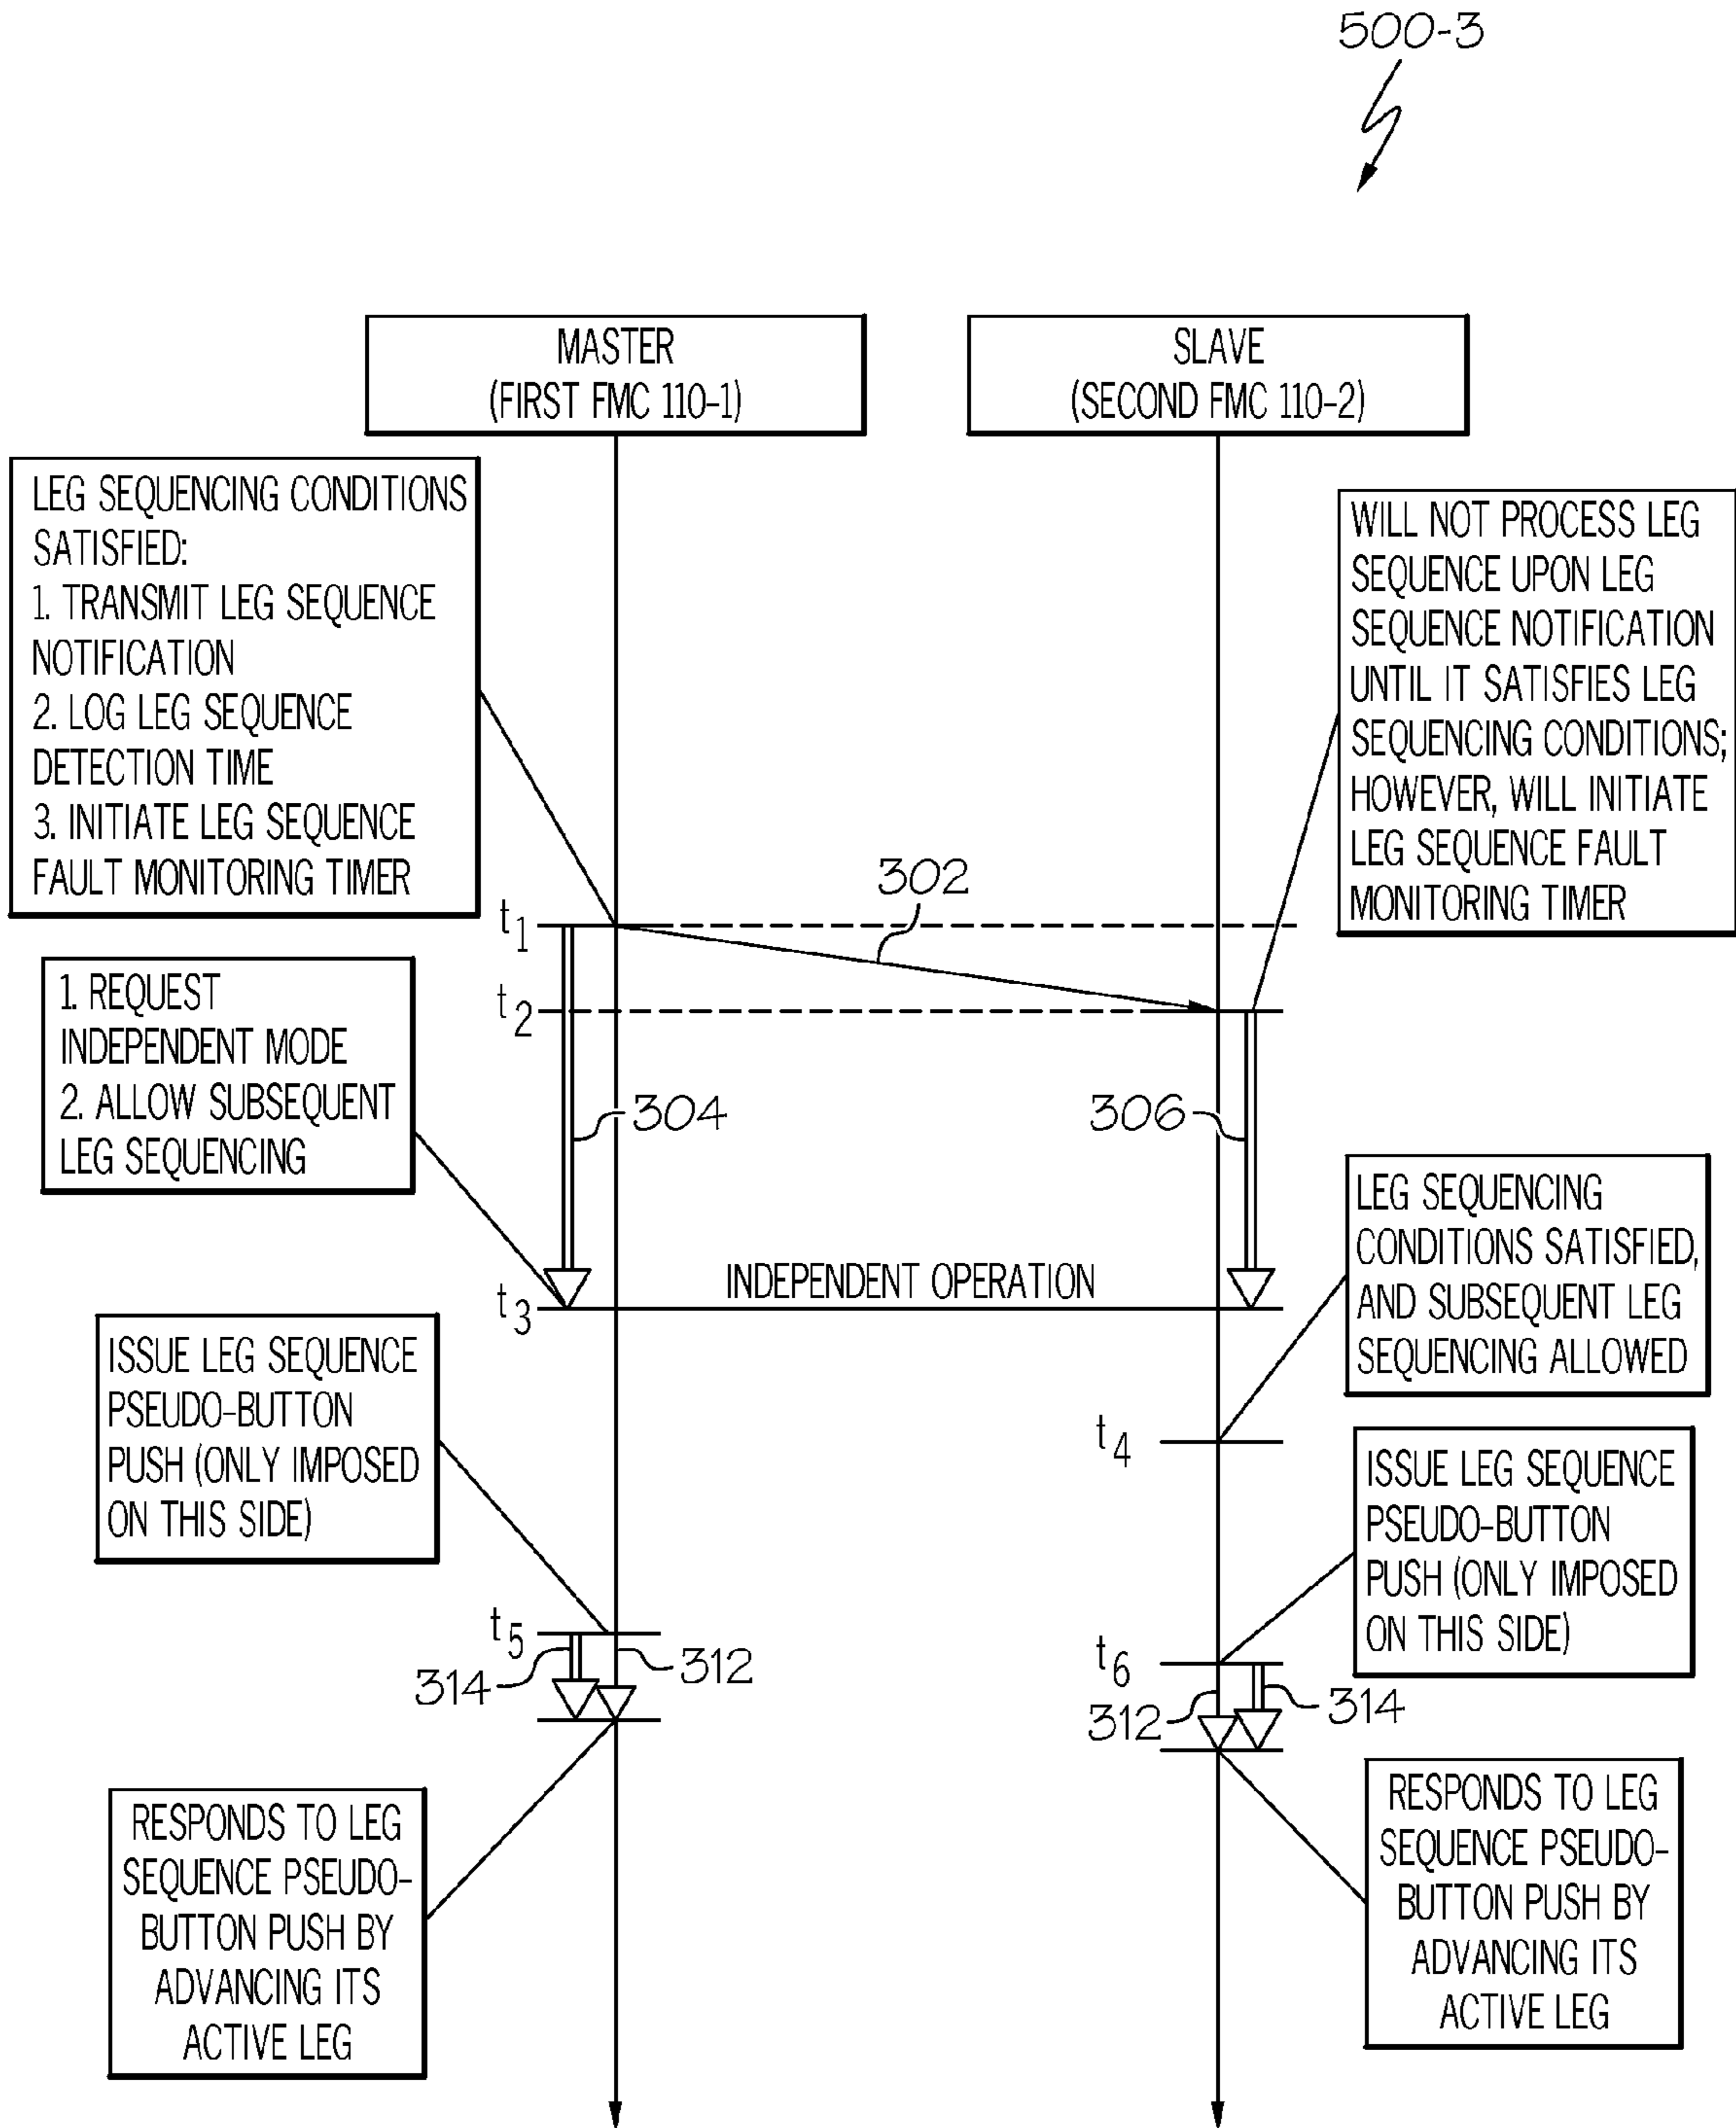 500-3
MASTER
(FIRST FMC 110-1)
SLAVE
(SECOND FMC 110-2)
LEG SEQUENCING CONDITIONS
SATISFIED:
1. TRANSMIT LEG SEQUENCE
NOTIFICATION
2. LOG LEG SEQUENCE
DETECTION TIME
3. INITIATE LEG SEQUENCE
FAULT MONITORING TIMER
WILL NOT PROCESS LEG
SEQUENCE UPON LEG
SEQUENCE NOTIFICATION
UNTIL IT SATISFIES LEG
SEQUENCING CONDITIONS;
HOWEVER, WILL INITIATE
LEG SEQUENCE FAULT
MONITORING TIMER
302
t1
t2
1. REQUEST
INDEPENDENT MODE
2. ALLOW SUBSEQUENT
LEG SEQUENCING
304
306
INDEPENDENT OPERATION
t3
LEG SEQUENCING
CONDITIONS SATISFIED,
AND SUBSEQUENT LEG
SEQUENCING ALLOWED
t4
ISSUE LEG SEQUENCE
PSEUDO-BUTTON
PUSH (ONLY IMPOSED
ON THIS SIDE)
ISSUE LEG SEQUENCE
PSEUDO-BUTTON
PUSH (ONLY IMPOSED
ON THIS SIDE)
t5
314
312
t6
312
314
RESPONDS TO LEG
SEQUENCE PSEUDO-
BUTTON PUSH BY
ADVANCING ITS
ACTIVE LEG
RESPONDS TO LEG
SEQUENCE PSEUDO-
BUTTON PUSH BY
ADVANCING ITS
ACTIVE LEG